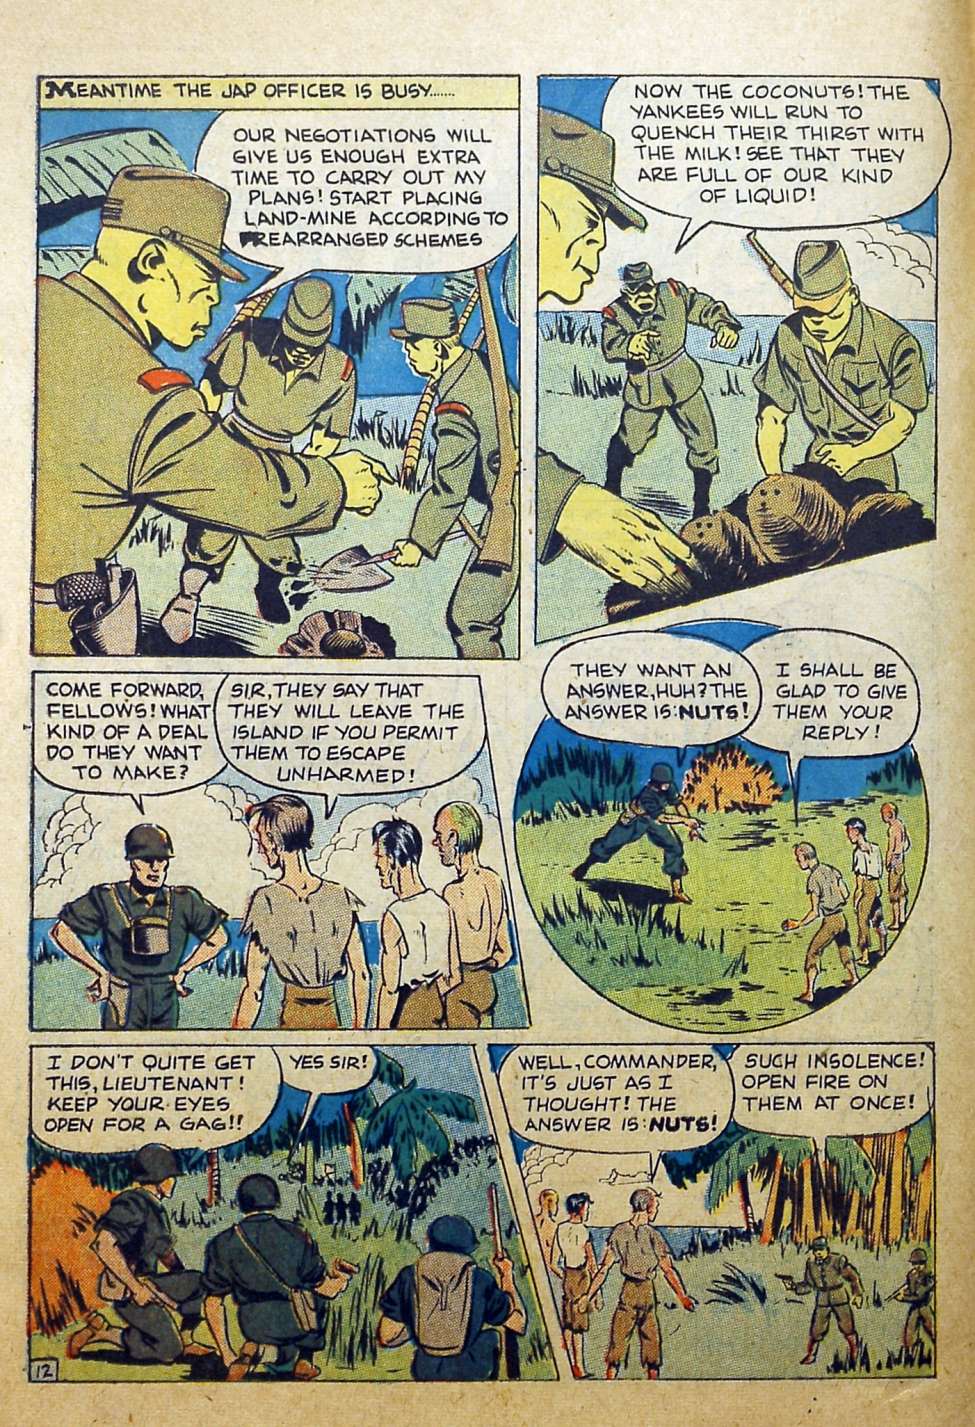 MEANTIME THE JAP OFFICER IS BUSY......
OUR NEGOTIATIONS WILL
GIVE US ENOUGH EXTRA
TIME TO CARRY OUT MY
PLANS! START PLACING
LAND-MINE ACCORDING TO
REARRANGED SCHEMES
NOW THE COCONUTS! THE
YANKEES WILL RUN TO
QUENCH THEIR THIRST WITH
THE MILK! SEE THAT THEY
ARE FULL OF OUR KIND
OF LIQUID!
COME FORWARD,
FELLOWS! WHAT
KIND OF A DEAL
DO THEY WANT
TO MAKE?
SIR, THEY SAY THAT
THEY WILL LEAVE THE
ISLAND IF YOU PERMIT
THEM TO ESCAPE
UNHARMED!
THEY WANT AN
ANSWER, HUH? THE
ANSWER IS: NUTS!
I SHALL BE
GLAD TO GIVE
THEM YOUR
REPLY!
I DON'T QUITE GET
THIS, LIEUTENANT!
KEEP YOUR EYES
OPEN FOR A GAG!!
YES SIR!
WELL, COMMANDER,
IT'S JUST AS I
THOUGHT! THE
ANSWER IS: NUTS!
SUCH INSOLENCE!
OPEN FIRE ON
THEM AT ONCE!
12